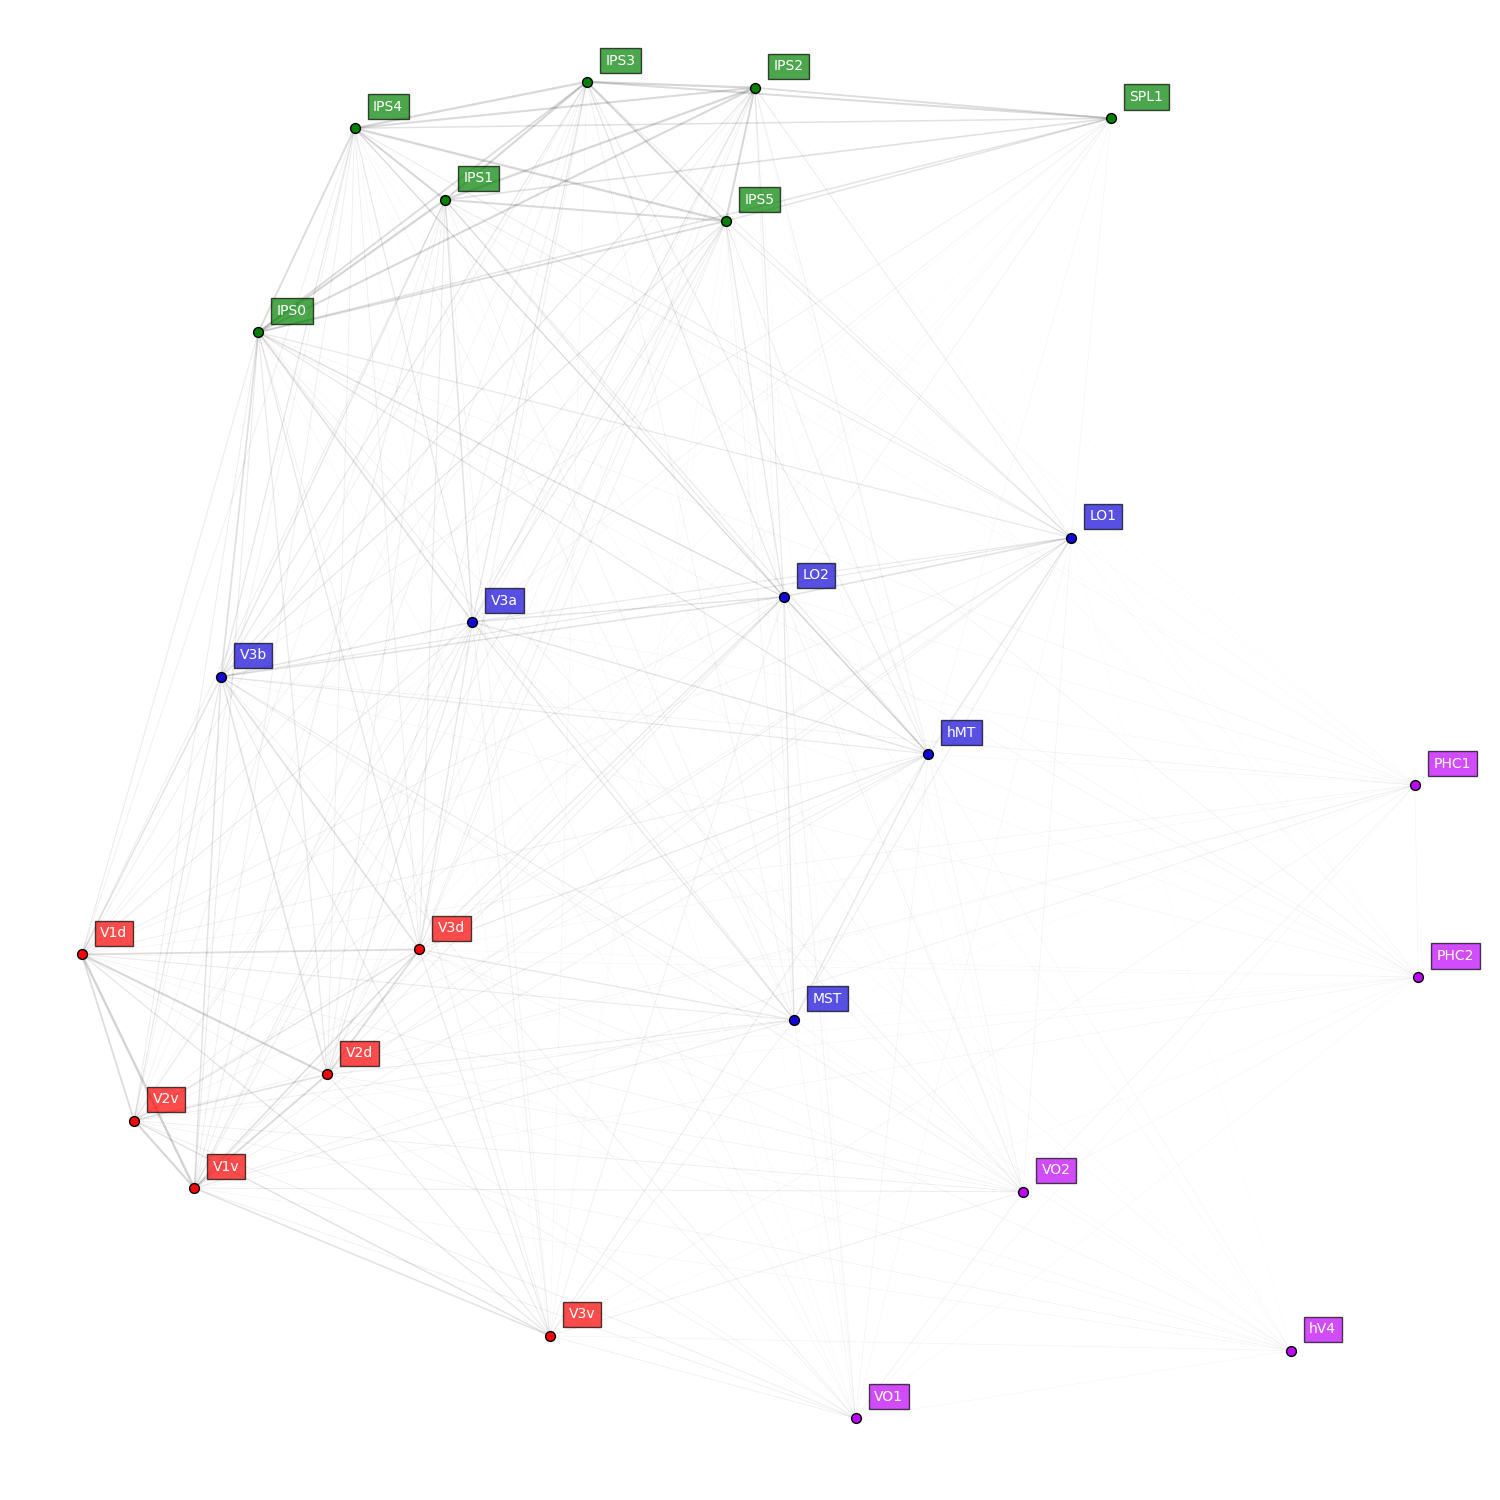 IPS3
IPS2
SPL1
IPS4
IPS1
IPS5
IPS0
LO1
LO2
V3a
V3b
hMT
PHC1
V1d
V3d
PHC2
MST
V2d
V2v
V1v
VO2
V3v
hV4
VO1